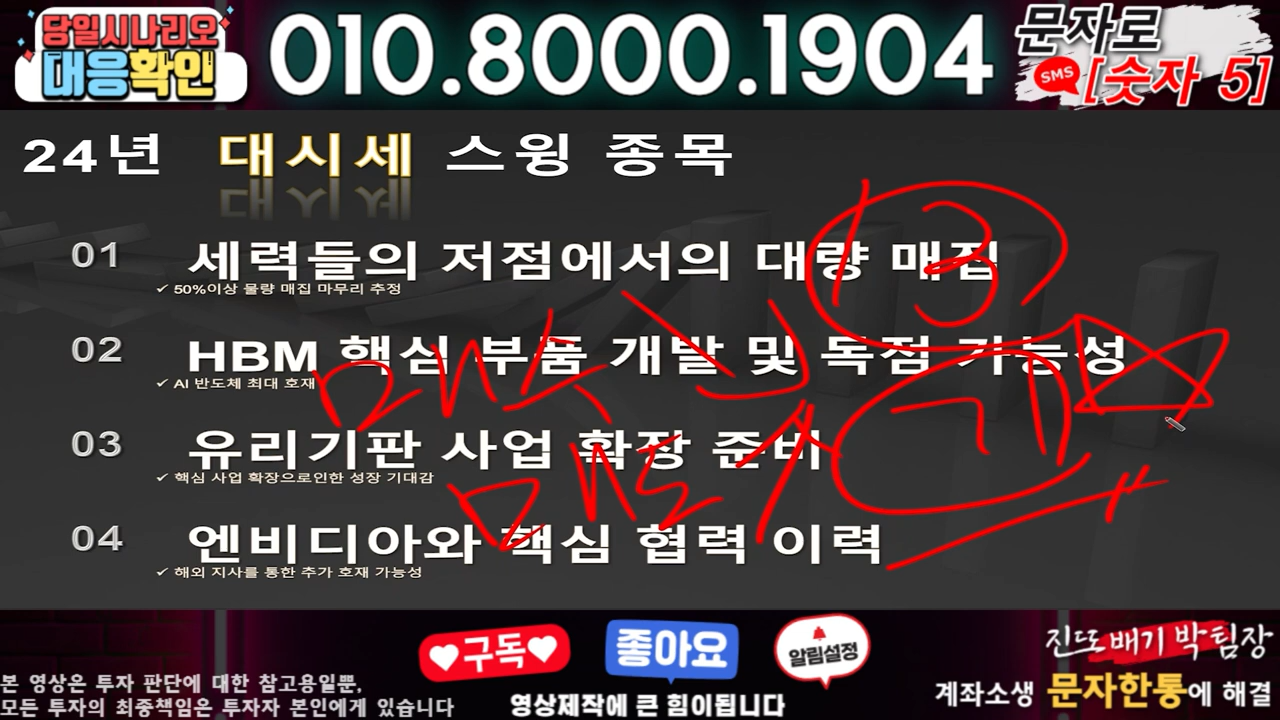 당일시나리오
대응확인
010.8000.1904
문자로
SMS [숫자 5]
24년 대시세 스윙 종목
01 세력들의 저점에서의 대량 매집
✓ 50%이상 물량 매집 마무리 추정
02 HBM 핵심 부품 개발 및 독점 가능성
✓ AI 반도체 최대 호재
03 유리기판 사업 확장 준비
✓ 핵심 사업 확장으로인한 성장 기대감
04 엔비디아와 핵심 협력 이력
✓ 해외 지사를 통한 추가 호재 가능성
매수
매도
3
구독
좋아요
알림설정
영상제작에 큰 힘이됩니다
본 영상은 투자 판단에 대한 참고용일뿐,
모든 투자의 최종책임은 투자자 본인에게 있습니다
진또배기 박팀장
계좌소생 문자한통에 해결